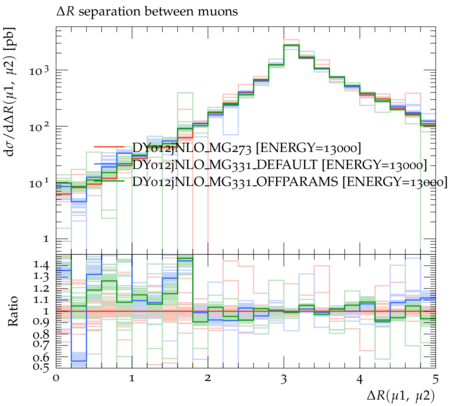 ΔR separation between muons
dσ/dΔR(μ1, μ2) [pb]
10³
10²
10¹
1
DY012jNLO_MG273 [ENERGY=13000]
DY012jNLO_MG331_DEFAULT [ENERGY=13000]
DY012jNLO_MG331_OFFPARAMS [ENERGY=13000]
Ratio
1.4
1.3
1.2
1.1
1
0.9
0.8
0.7
0.6
0.5
0 1 2 3 4 5
ΔR(μ1, μ2)